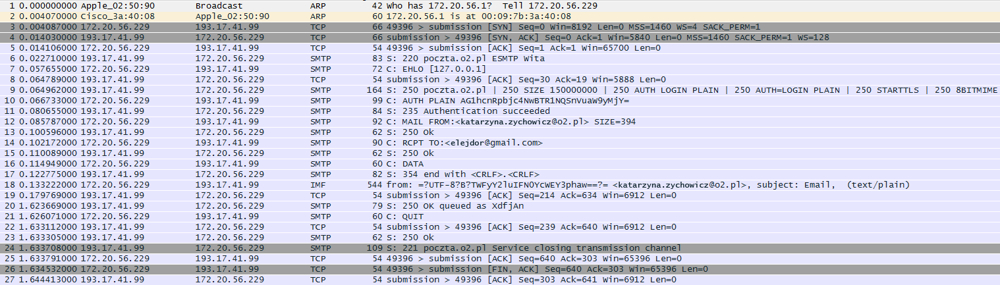 1 0.000000000 Apple_02:50:90 Broadcast ARP 42 Who has 172.20.56.1? Tell 172.20.56.229
2 0.004070000 Cisco_3a:40:08 Apple_02:50:90 ARP 60 172.20.56.1 is at 00:09:7b:3a:40:08
3 0.004087000 172.20.56.229 193.17.41.99 TCP 66 49396 > submission [SYN] Seq=0 Win=8192 Len=0 MSS=1460 WS=4 SACK_PERM=1
4 0.014030000 193.17.41.99 172.20.56.229 TCP 66 submission > 49396 [SYN, ACK] Seq=0 Ack=1 Win=5840 Len=0 MSS=1460 SACK_PERM=1 WS=128
5 0.014106000 172.20.56.229 193.17.41.99 TCP 54 49396 > submission [ACK] Seq=1 Ack=1 Win=65700 Len=0
6 0.022710000 193.17.41.99 172.20.56.229 SMTP 83 S: 220 poczta.o2.pl ESMTP Wita
7 0.057655000 172.20.56.229 193.17.41.99 SMTP 72 C: EHLO [127.0.0.1]
8 0.064789000 193.17.41.99 172.20.56.229 TCP 54 submission > 49396 [ACK] Seq=30 Ack=19 Win=5888 Len=0
9 0.064962000 193.17.41.99 172.20.56.229 SMTP 164 S: 250 poczta.o2.pl | 250 SIZE 150000000 | 250 AUTH LOGIN PLAIN | 250 AUTH=LOGIN PLAIN | 250 STARTTLS | 250 8BITMIME
10 0.066733000 172.20.56.229 193.17.41.99 SMTP 99 C: AUTH PLAIN AG1hcnRpbjc4NwBTR1NQSnVuaW9yMjY=
11 0.080655000 193.17.41.99 172.20.56.229 SMTP 84 S: 235 Authentication succeeded
12 0.085787000 172.20.56.229 193.17.41.99 SMTP 92 C: MAIL FROM:<katarzyna.zychowicz@o2.pl> SIZE=394
13 0.100596000 193.17.41.99 172.20.56.229 SMTP 62 S: 250 Ok
14 0.102172000 172.20.56.229 193.17.41.99 SMTP 90 C: RCPT TO:<elejdor@gmail.com>
15 0.110089000 193.17.41.99 172.20.56.229 SMTP 62 S: 250 Ok
16 0.114949000 172.20.56.229 193.17.41.99 SMTP 60 C: DATA
17 0.122775000 193.17.41.99 172.20.56.229 SMTP 82 S: 354 end with <CRLF>.<CRLF>
18 0.133222000 172.20.56.229 193.17.41.99 IMF 544 from: =?UTF-8?B?TWFyY2luIFN0YcWEY3phaw==?= <katarzyna.zychowicz@o2.pl>, subject: Email, (text/plain)
19 0.179769000 193.17.41.99 172.20.56.229 TCP 54 submission > 49396 [ACK] Seq=214 Ack=634 Win=6912 Len=0
20 1.623669000 193.17.41.99 172.20.56.229 SMTP 79 S: 250 OK queued as XdfjAn
21 1.626071000 172.20.56.229 193.17.41.99 SMTP 60 C: QUIT
22 1.633112000 193.17.41.99 172.20.56.229 TCP 54 submission > 49396 [ACK] Seq=239 Ack=640 Win=6912 Len=0
23 1.633305000 193.17.41.99 172.20.56.229 SMTP 62 S: 250 Ok
24 1.633708000 193.17.41.99 172.20.56.229 SMTP 109 S: 221 poczta.o2.pl Service closing transmission channel
25 1.633791000 172.20.56.229 193.17.41.99 TCP 54 49396 > submission [ACK] Seq=640 Ack=303 Win=65396 Len=0
26 1.634532000 172.20.56.229 193.17.41.99 TCP 54 49396 > submission [FIN, ACK] Seq=640 Ack=303 Win=65396 Len=0
27 1.644413000 193.17.41.99 172.20.56.229 TCP 54 submission > 49396 [ACK] Seq=303 Ack=641 Win=6912 Len=0